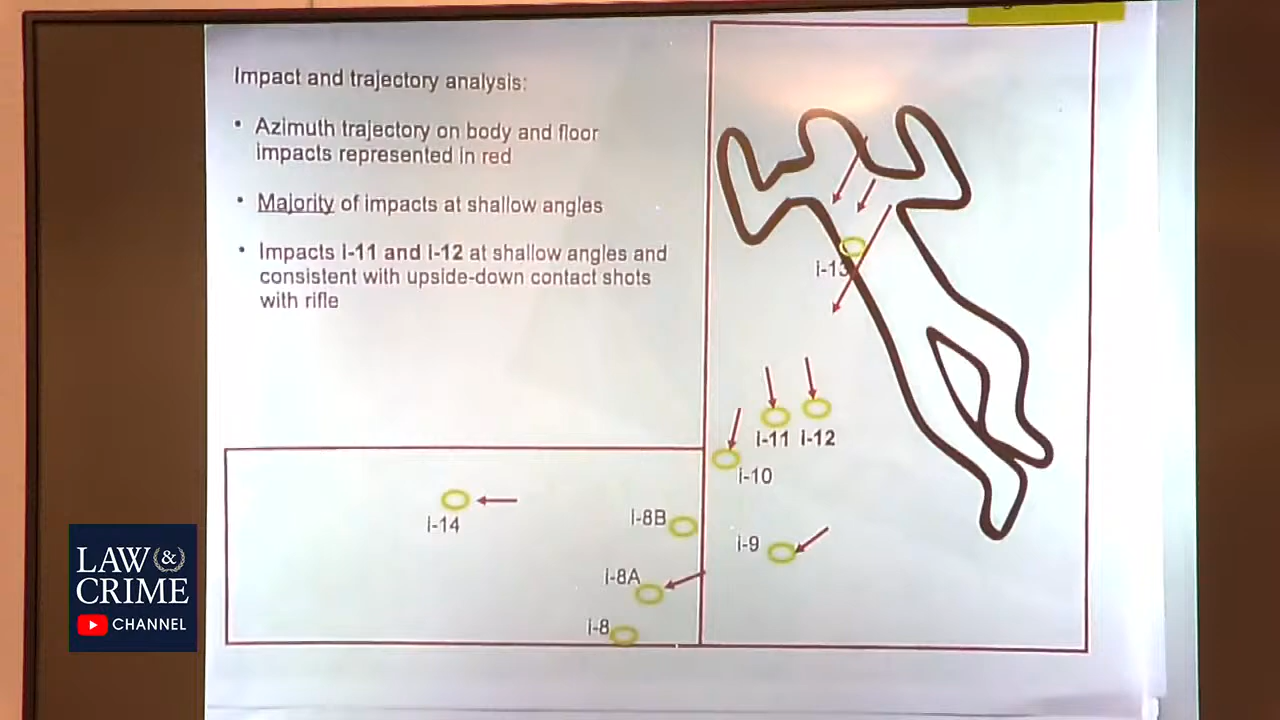 Impact and trajectory analysis:
• Azimuth trajectory on body and floor
impacts represented in red
• Majority of impacts at shallow angles
• Impacts i-11 and i-12 at shallow angles and
consistent with upside-down contact shots
with rifle
i-13
i-11 i-12
i-10
i-9
i-14
i-8B
i-8A
i-8
LAW &
CRIME
CHANNEL